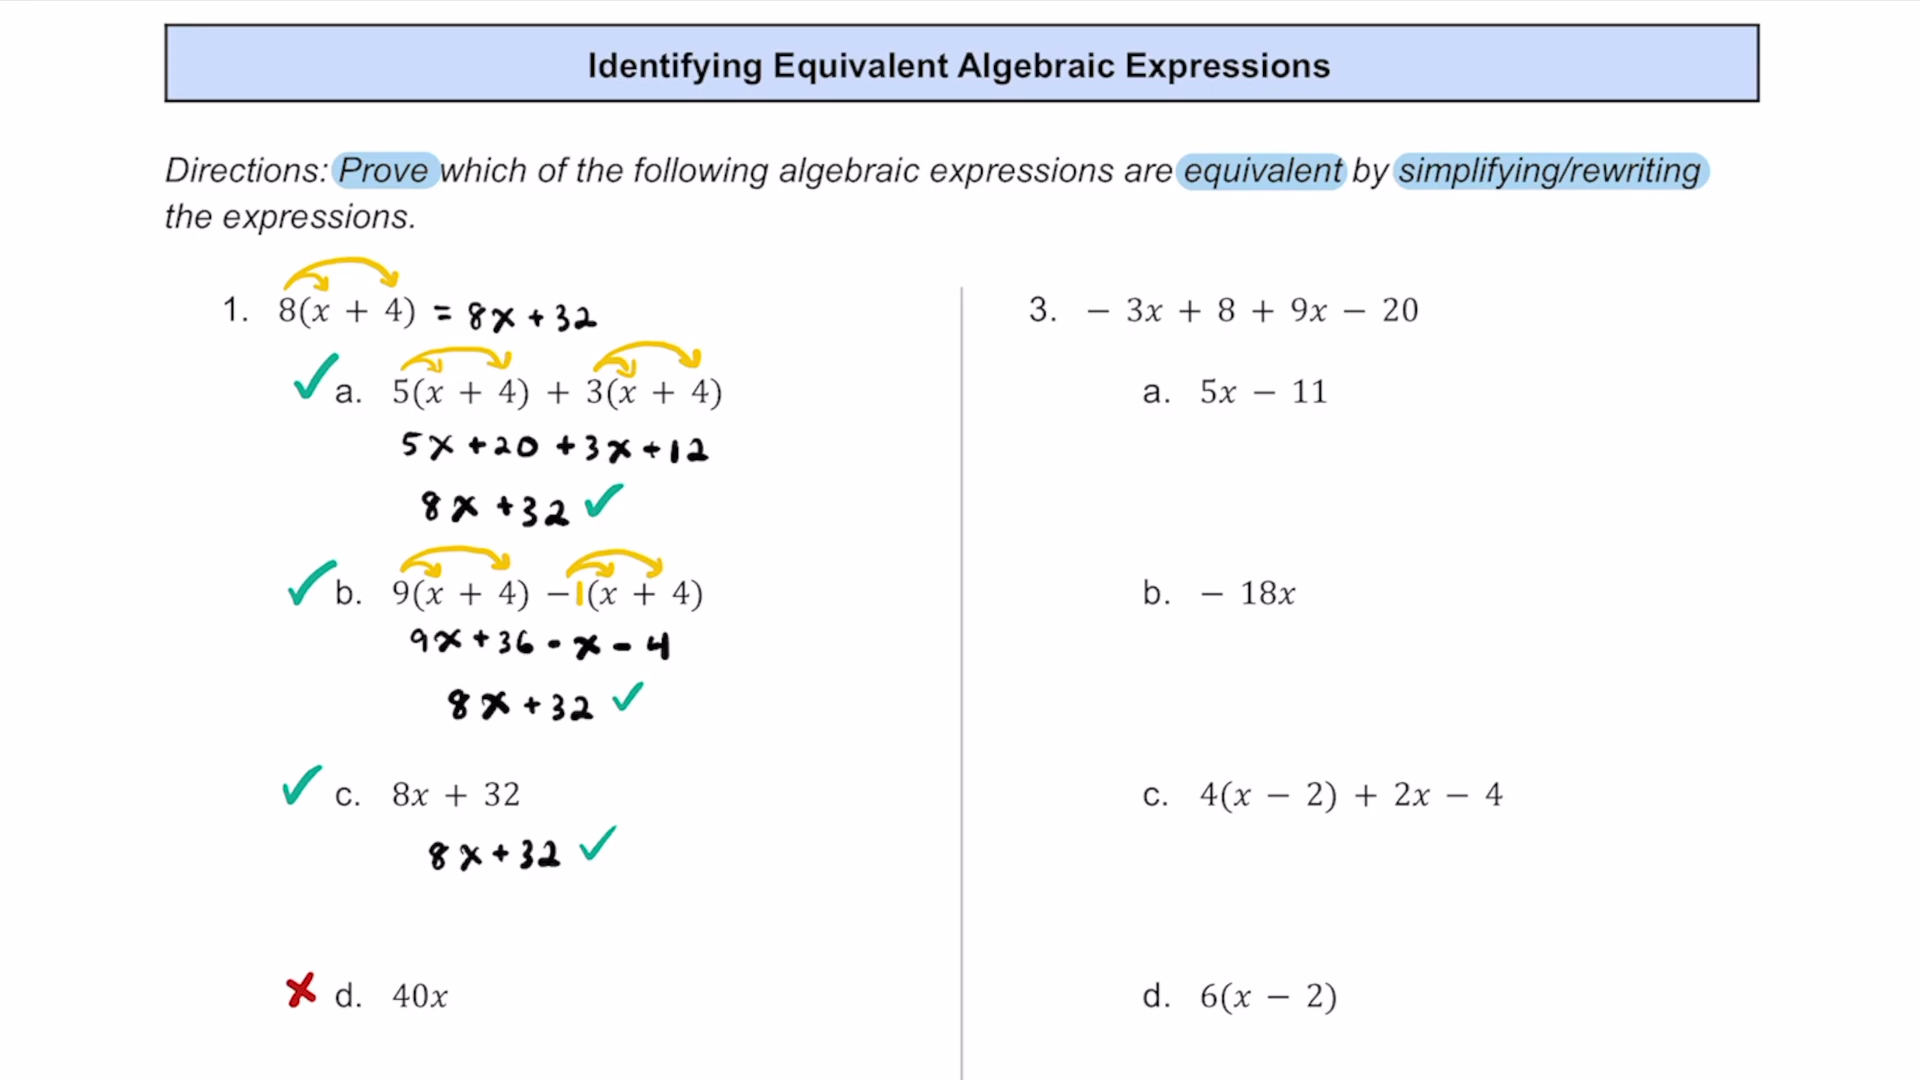 Identifying Equivalent Algebraic Expressions
Directions: Prove which of the following algebraic expressions are equivalent by simplifying/rewriting
the expressions.
1. 8(x + 4) = 8x + 32
✓ a. 5(x + 4) + 3(x + 4)
5x + 20 + 3x + 12
8x + 32 ✓
✓ b. 9(x + 4) − 1(x + 4)
9x + 36 - x - 4
8x + 32 ✓
✓ c. 8x + 32
8x + 32 ✓
✗ d. 40x
3. − 3x + 8 + 9x − 20
a. 5x − 11
b. − 18x
c. 4(x − 2) + 2x − 4
d. 6(x − 2)